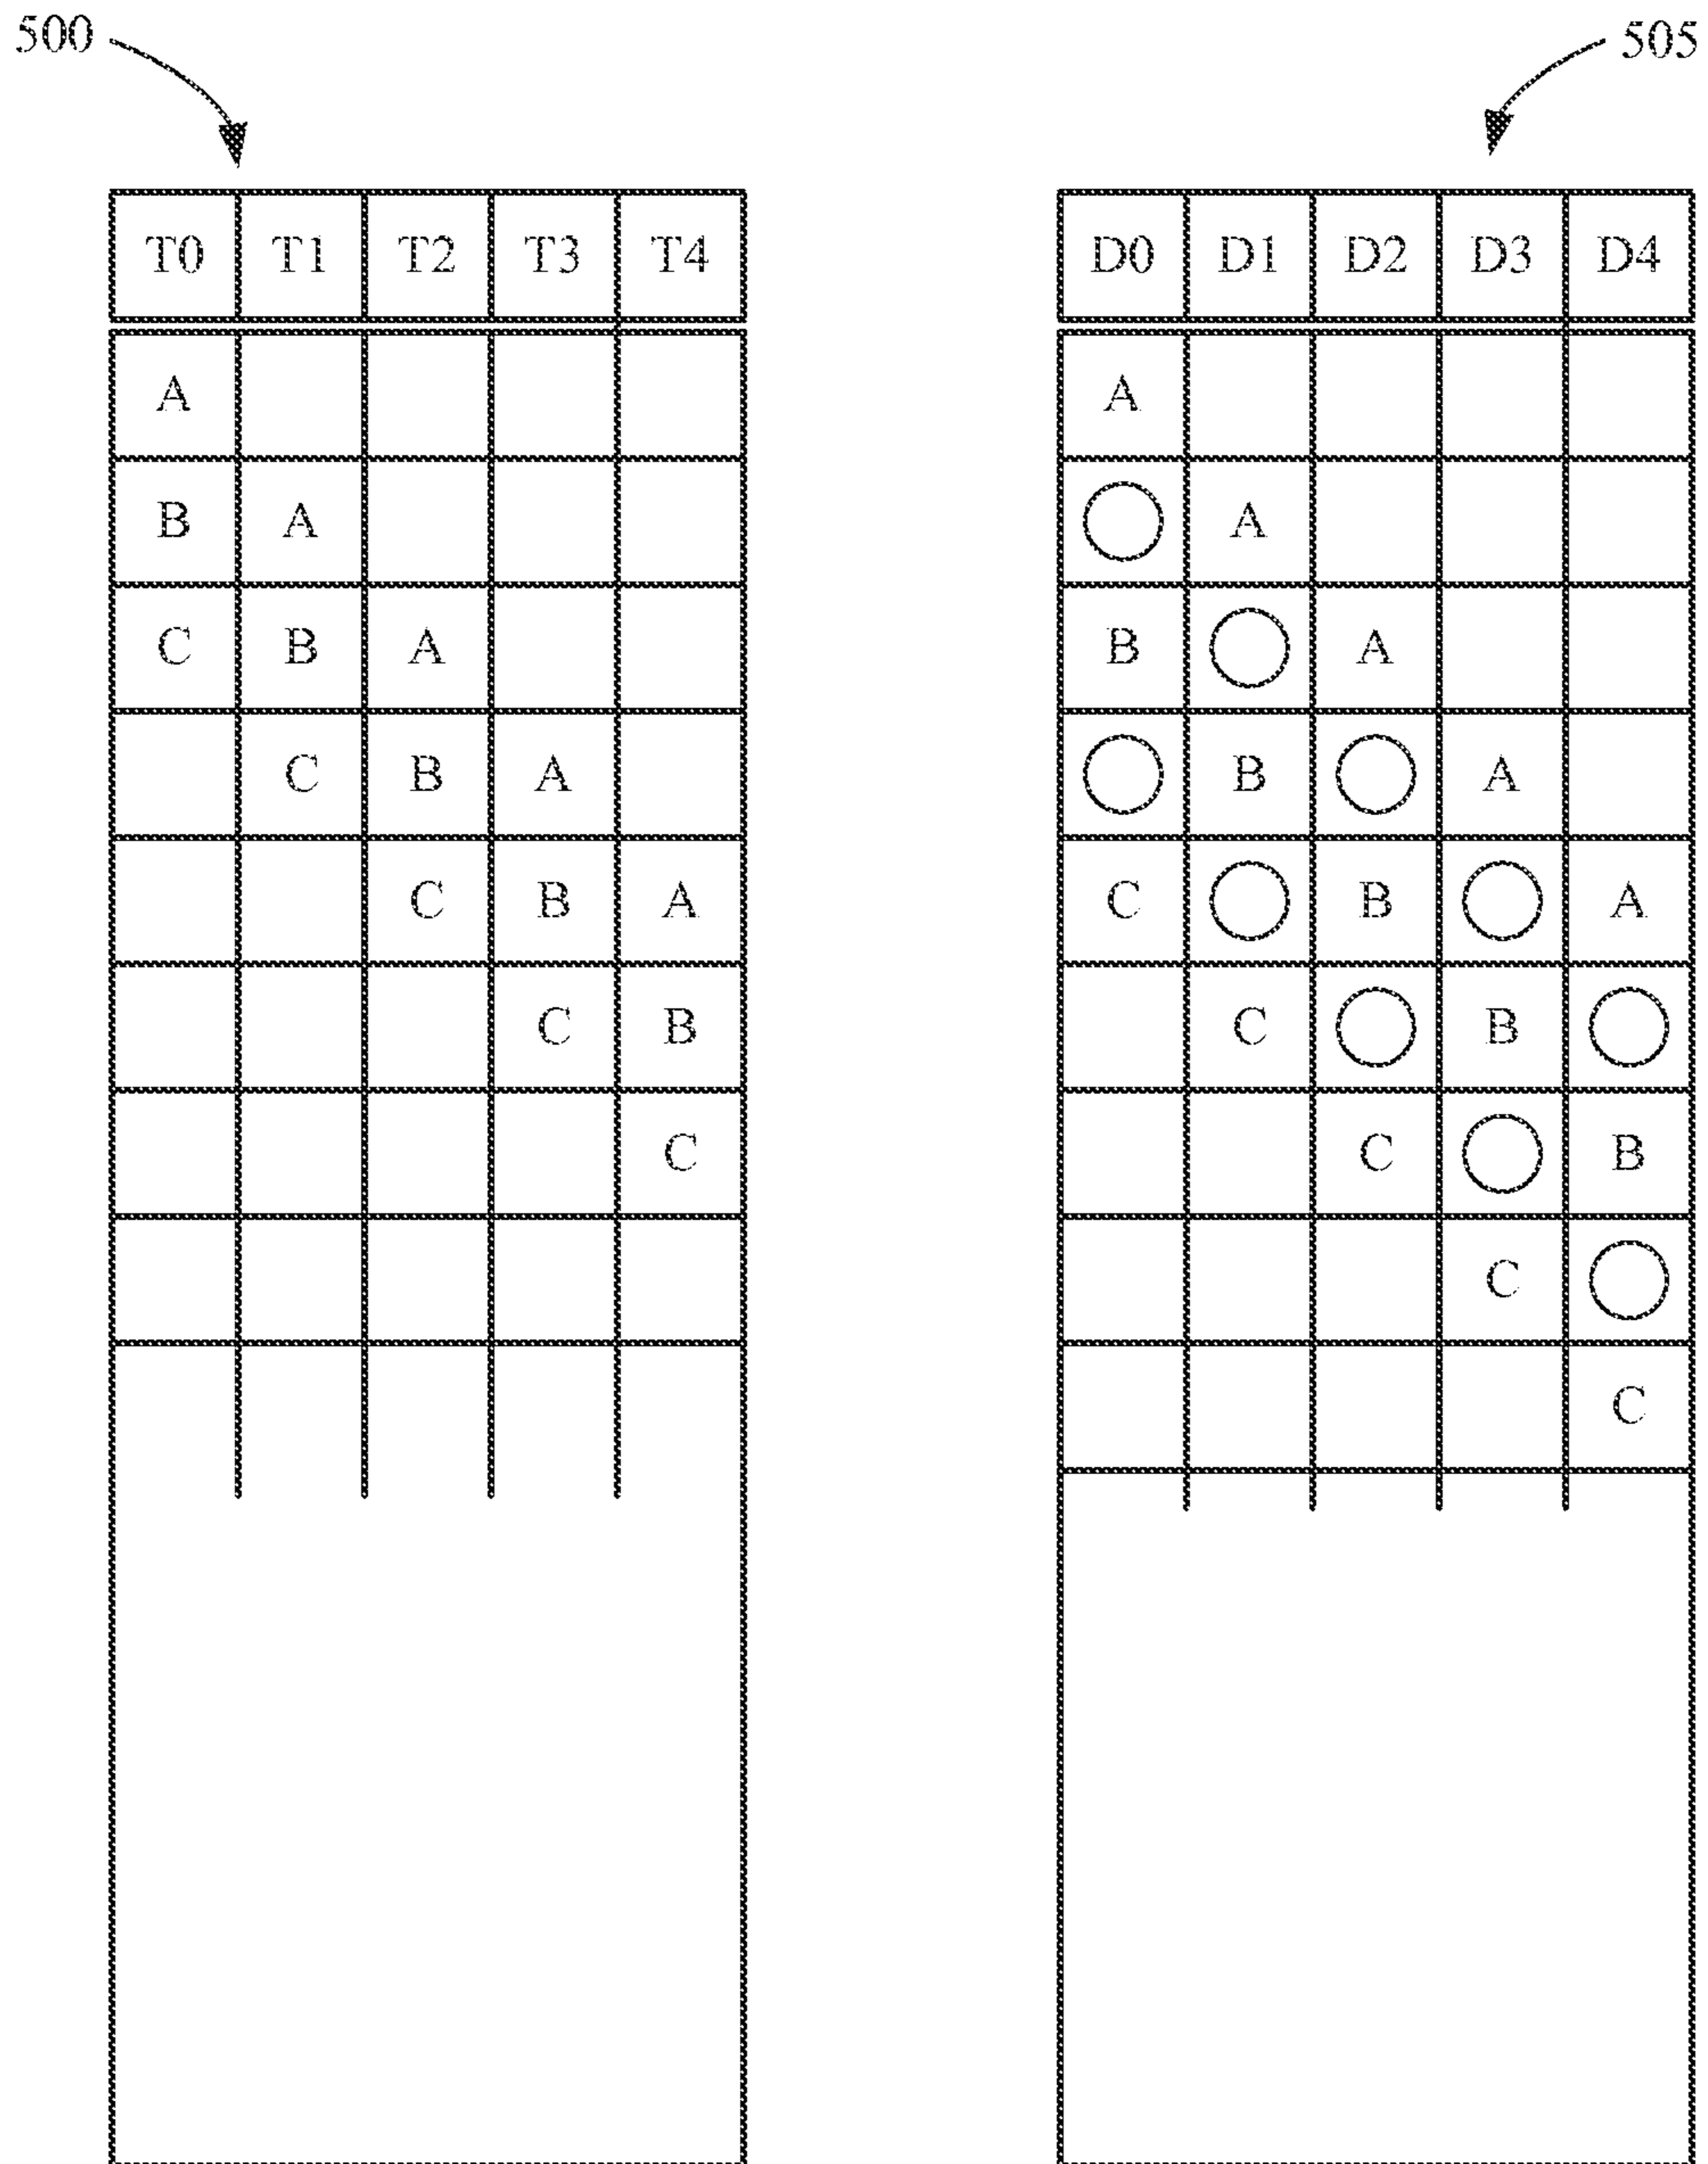 500 505
T0 T1 T2 T3 T4 D0 D1 D2 D3 D4
A A
B A A
C B A B A
C B A B A
C B A C B A
C B C B
C C B
C
C